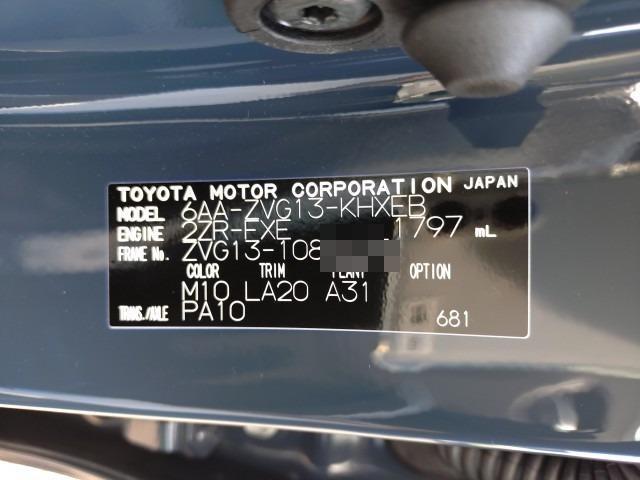 TOYOTA MOTOR CORPORATION JAPAN
MODEL 6AA-ZVG13-KHXEB
ENGINE 2ZR-EXE 1797 mL
FRAME No. ZVG13-108
COLOR TRIM PLANT OPTION
M10 LA20 A31
TRANS./AXLE PA10
681